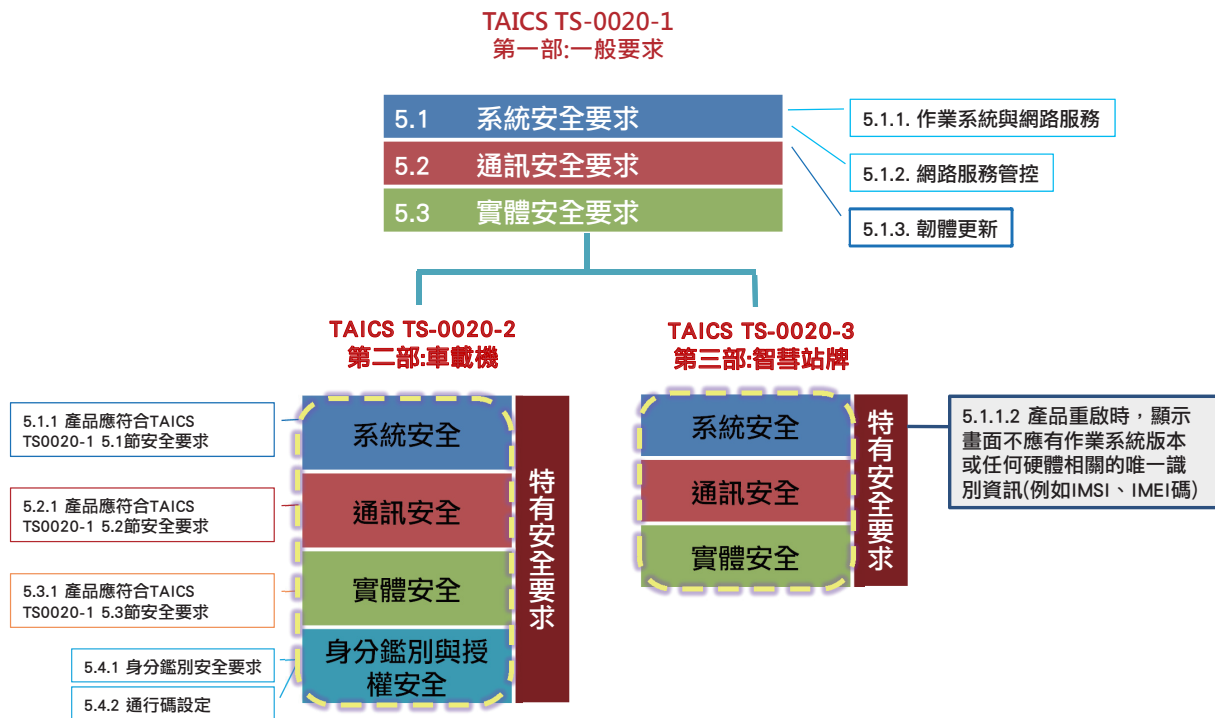 TAICS TS-0020-1
第一部:一般要求
5.1 系統安全要求
5.2 通訊安全要求
5.3 實體安全要求
5.1.1. 作業系統與網路服務
5.1.2. 網路服務管控
5.1.3. 韌體更新
TAICS TS-0020-2
第二部:車載機
5.1.1 產品應符合TAICS
TS0020-1 5.1節安全要求
5.2.1 產品應符合TAICS
TS0020-1 5.2節安全要求
5.3.1 產品應符合TAICS
TS0020-1 5.3節安全要求
5.4.1 身分鑑別安全要求
5.4.2 通行碼設定
系統安全
通訊安全
實體安全
身分鑑別與授
權安全
特有安全要求
TAICS TS-0020-3
第三部:智彗站牌
系統安全
通訊安全
實體安全
特有安全要求
5.1.1.2 產品重啟時，顯示
畫面不應有作業系統版本
或任何硬體相關的唯一識
別資訊(例如IMSI、IMEI碼)